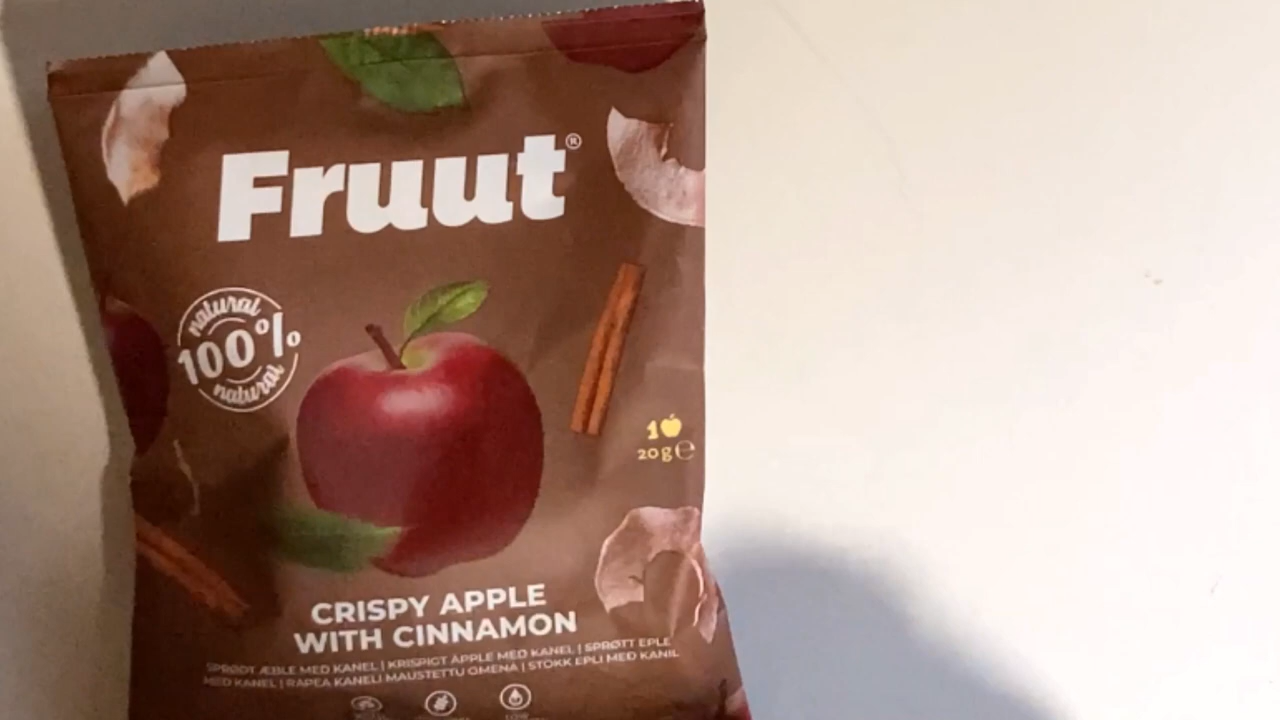 Fruut®
natural
100%
natural
1
20g℮
CRISPY APPLE
WITH CINNAMON
SPRØDT ÆBLE MED KANEL | KRISPIGT ÄPPLE MED KANEL | SPRØTT EPLE
MED KANEL | RAPEA KANELI MAUSTETTU OMENA | STÖKK EPLI MEÐ KANIL
LOW